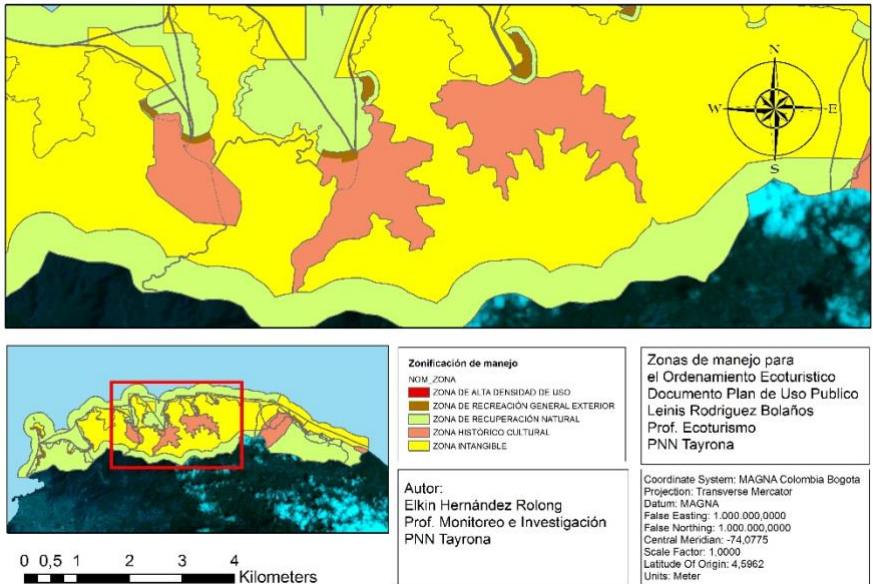 N
W
E
S
Zonificación de manejo
NOM_ZONA
ZONA DE ALTA DENSIDAD DE USO
ZONA DE RECREACIÓN GENERAL EXTERIOR
ZONA DE RECUPERACIÓN NATURAL
ZONA HISTÓRICO CULTURAL
ZONA INTANGIBLE
Zonas de manejo para
el Ordenamiento Ecoturistico
Documento Plan de Uso Publico
Leinis Rodriguez Bolaños
Prof. Ecoturismo
PNN Tayrona
Autor:
Elkin Hernández Rolong
Prof. Monitoreo e Investigación
PNN Tayrona
Coordinate System: MAGNA Colombia Bogota
Projection: Transverse Mercator
Datum: MAGNA
False Easting: 1.000.000,0000
False Northing: 1.000.000,0000
Central Meridian: -74,0775
Scale Factor: 1,0000
Latitude Of Origin: 4,5962
Units: Meter
0 0,5 1 2 3 4
Kilometers